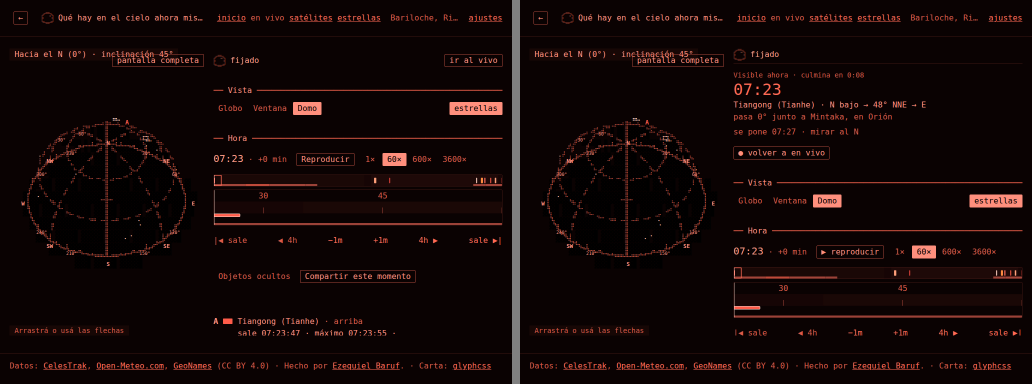 ← Qué hay en el cielo ahora mis… inicio en vivo satélites estrellas Bariloche, Ri… ajustes
Hacia el N (0°) · inclinación 45°
pantalla completa
fijado ir al vivo
Vista
Globo Ventana Domo estrellas
Hora
07:23 · +0 min Reproducir 1× 60× 600× 3600×
30 45
|◀ sale ◀ 4h −1m +1m 4h ▶ sale ▶|
Objetos ocultos Compartir este momento
A Tiangong (Tianhe) · arriba
sale 07:23:47 · máximo 07:23:55 ·
A
N
NW NE
W E
SW SE
S
Arrastrá o usá las flechas
Datos: CelesTrak, Open-Meteo.com, GeoNames (CC BY 4.0) · Hecho por Ezequiel Baruf. · Carta: glyphcss
← Qué hay en el cielo ahora mis… inicio en vivo satélites estrellas Bariloche, Ri… ajustes
Hacia el N (0°) · inclinación 45°
pantalla completa
fijado
Visible ahora · culmina en 0:08
07:23
Tiangong (Tianhe) · N bajo → 48° NNE → E
pasa 0° junto a Mintaka, en Orión
se pone 07:27 · mirar al N
● volver a en vivo
Vista
Globo Ventana Domo estrellas
Hora
07:23 · +0 min ▶ reproducir 1× 60× 600× 3600×
30 45
|◀ sale ◀ 4h −1m +1m 4h ▶ sale ▶|
A
N
NW NE
W E
SW SE
S
Arrastrá o usá las flechas
Datos: CelesTrak, Open-Meteo.com, GeoNames (CC BY 4.0) · Hecho por Ezequiel Baruf. · Carta: glyphcss